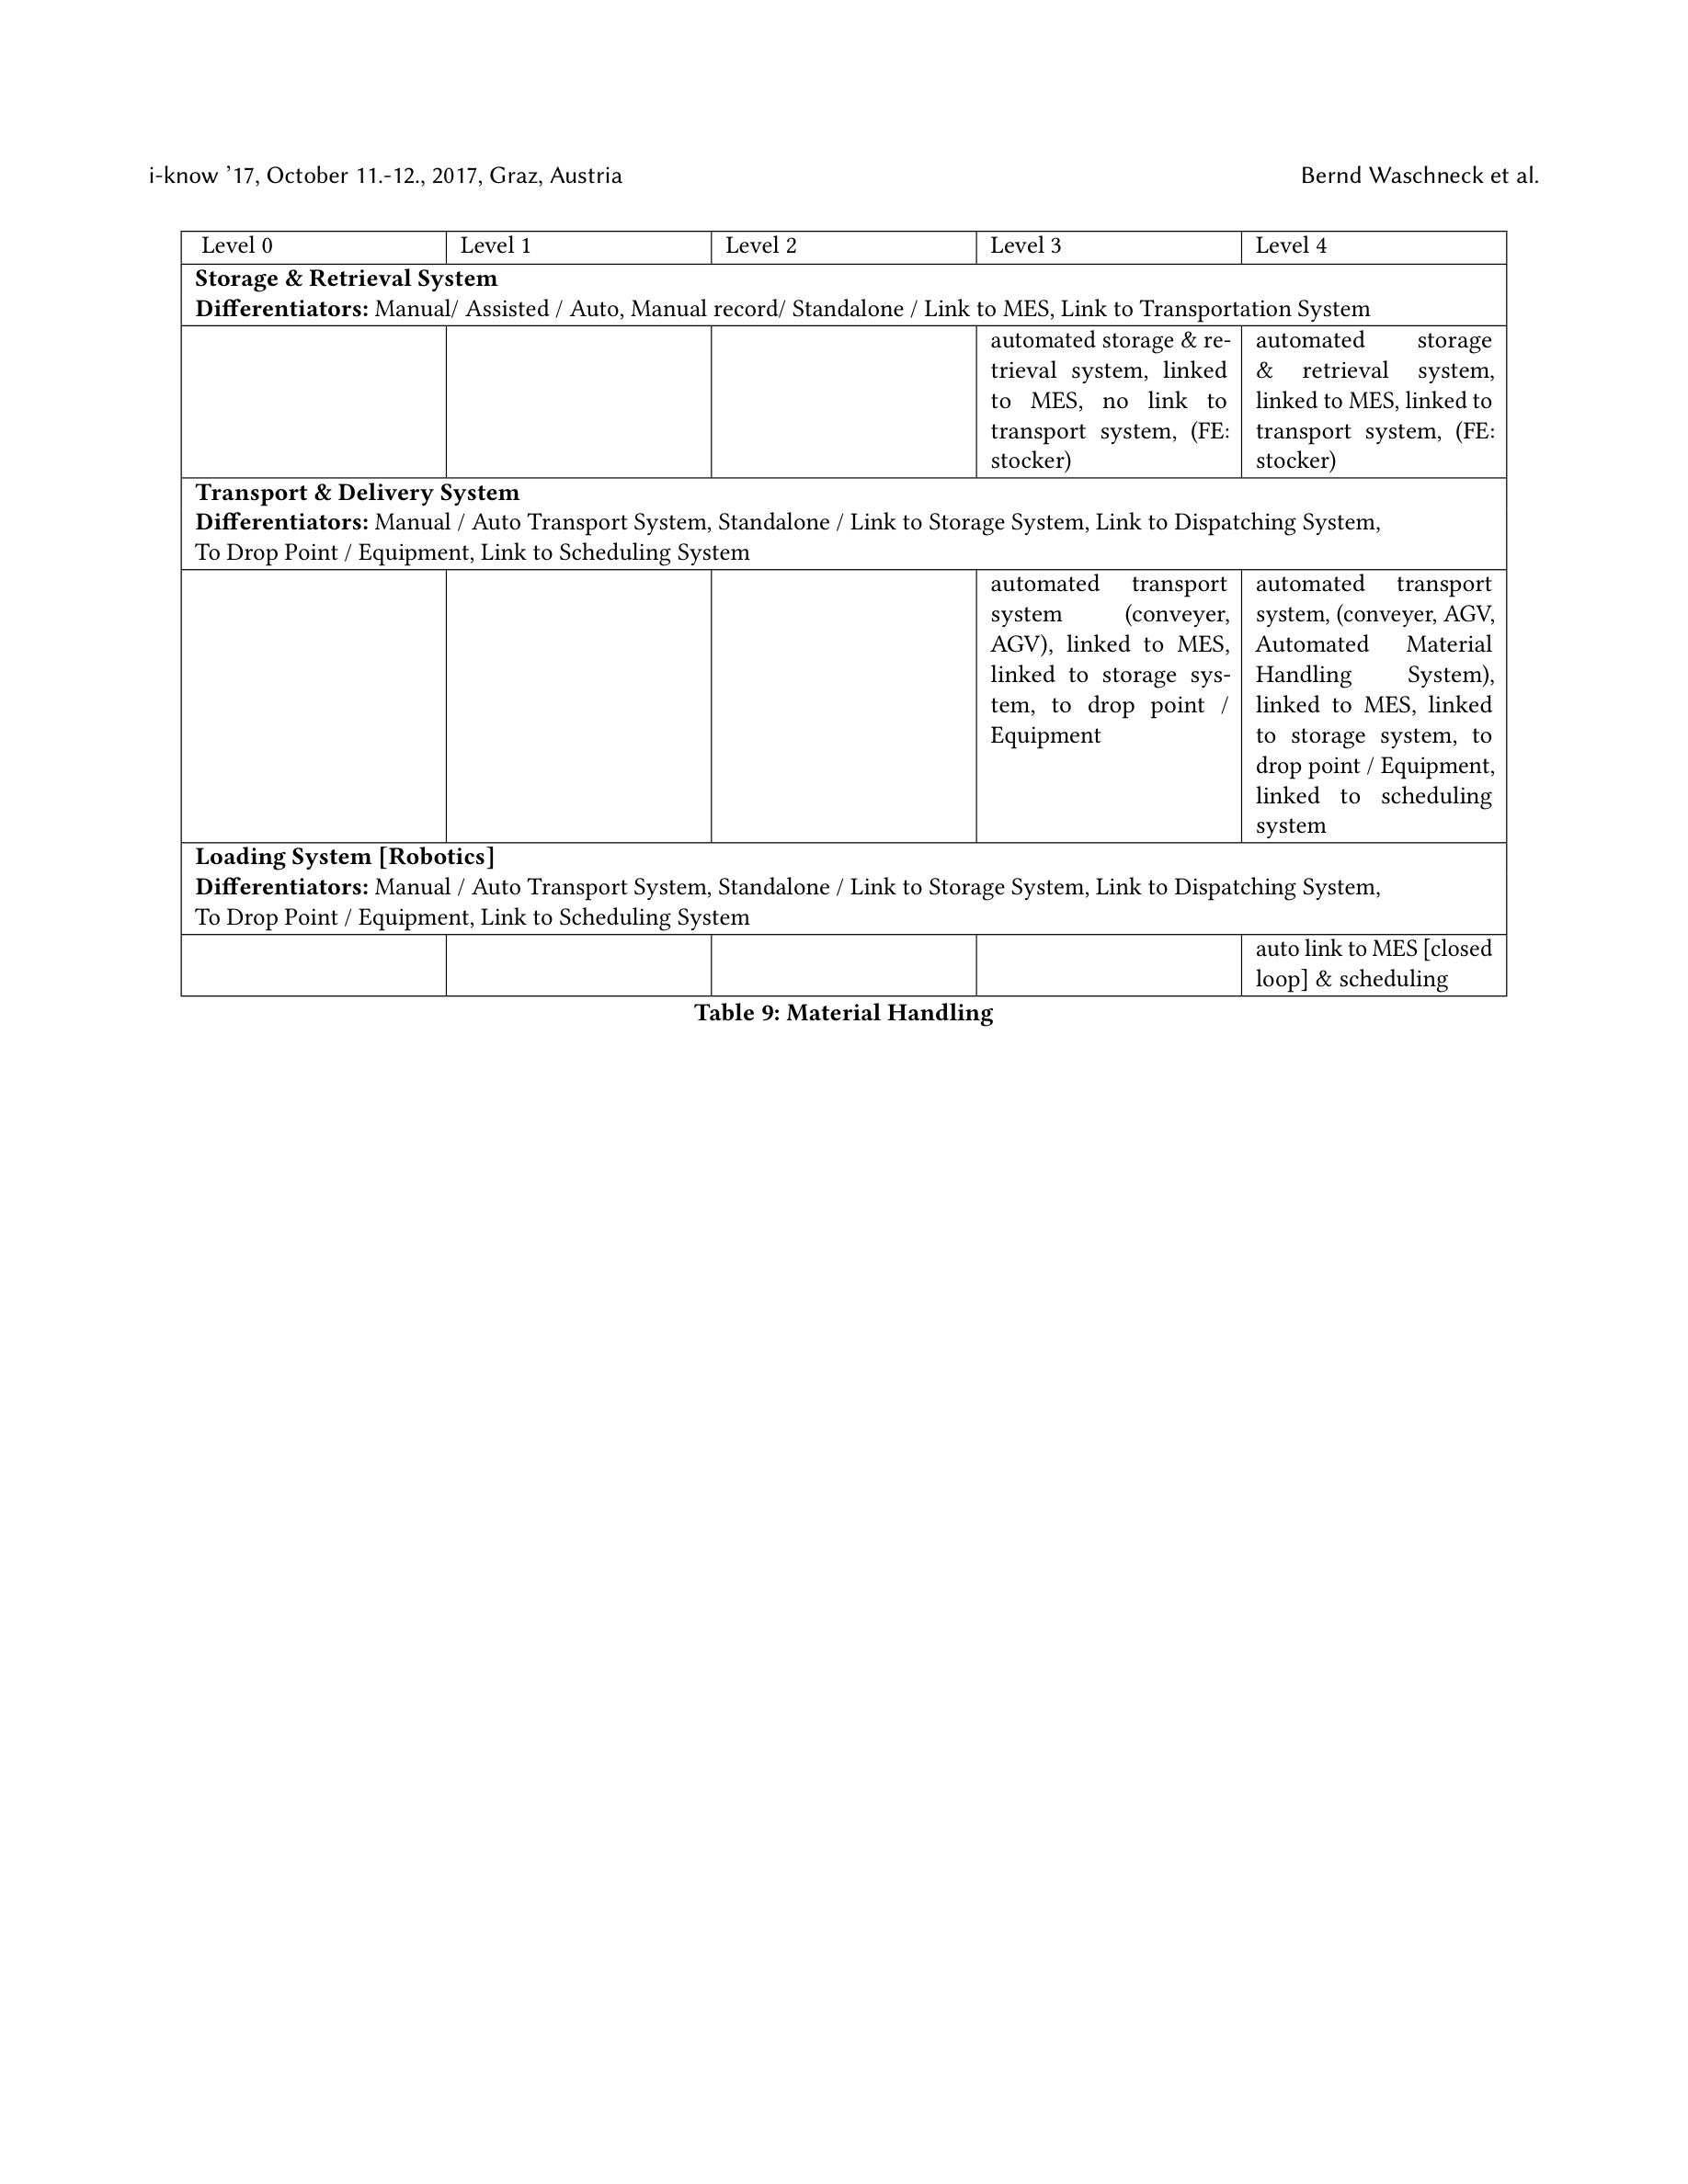 i-know ’17, October 11.-12., 2017, Graz, Austria
Bernd Waschneck et al.
Level 0 Level 1 Level 2 Level 3 Level 4
Storage & Retrieval System
Differentiators: Manual/ Assisted / Auto, Manual record/ Standalone / Link to MES, Link to Transportation System
automated storage & re-
trieval system, linked
to MES, no link to
transport system, (FE:
stocker)
automated storage
& retrieval system,
linked to MES, linked to
transport system, (FE:
stocker)
Transport & Delivery System
Differentiators: Manual / Auto Transport System, Standalone / Link to Storage System, Link to Dispatching System,
To Drop Point / Equipment, Link to Scheduling System
automated transport
system (conveyer,
AGV), linked to MES,
linked to storage sys-
tem, to drop point /
Equipment
automated transport
system, (conveyer, AGV,
Automated Material
Handling System),
linked to MES, linked
to storage system, to
drop point / Equipment,
linked to scheduling
system
Loading System [Robotics]
Differentiators: Manual / Auto Transport System, Standalone / Link to Storage System, Link to Dispatching System,
To Drop Point / Equipment, Link to Scheduling System
auto link to MES [closed
loop] & scheduling
Table 9: Material Handling